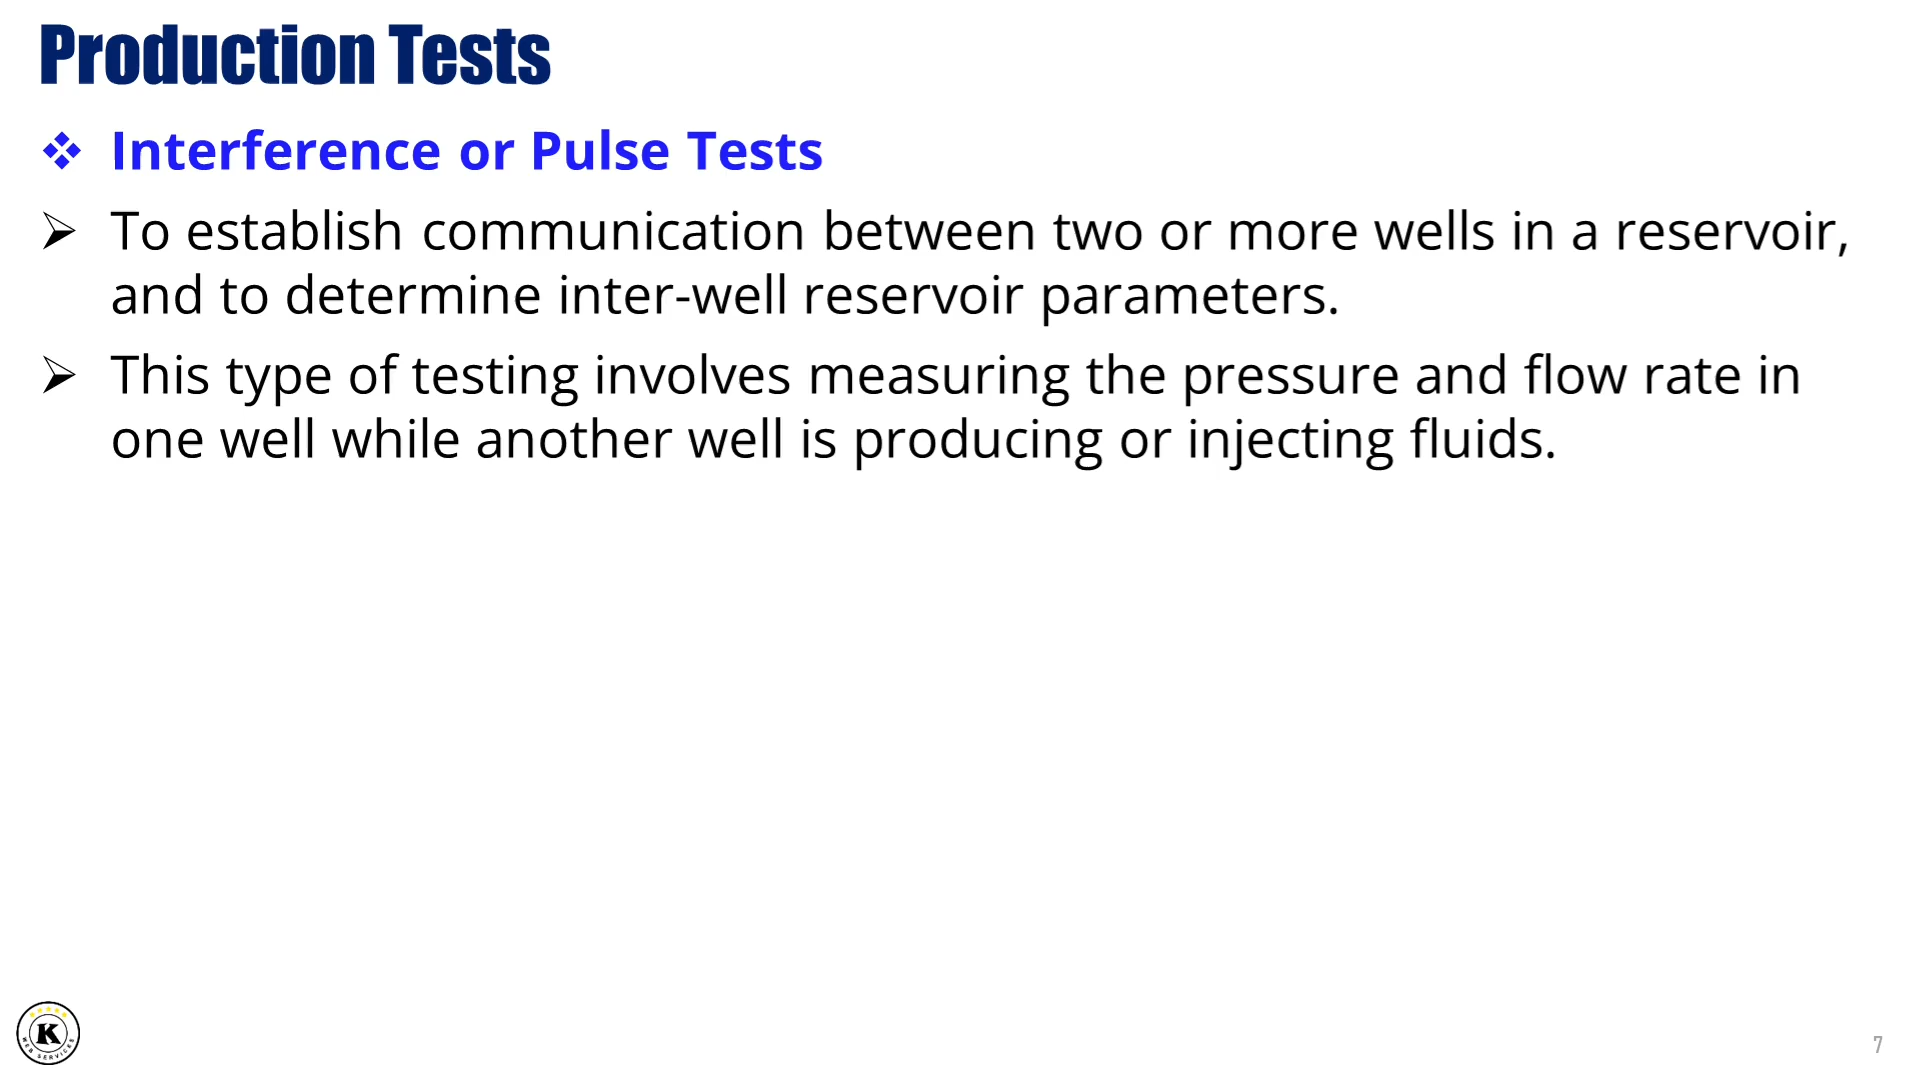 Production Tests
Interference or Pulse Tests
To establish communication between two or more wells in a reservoir,
and to determine inter-well reservoir parameters.
This type of testing involves measuring the pressure and flow rate in
one well while another well is producing or injecting fluids.
K
WEB SERVICES
7